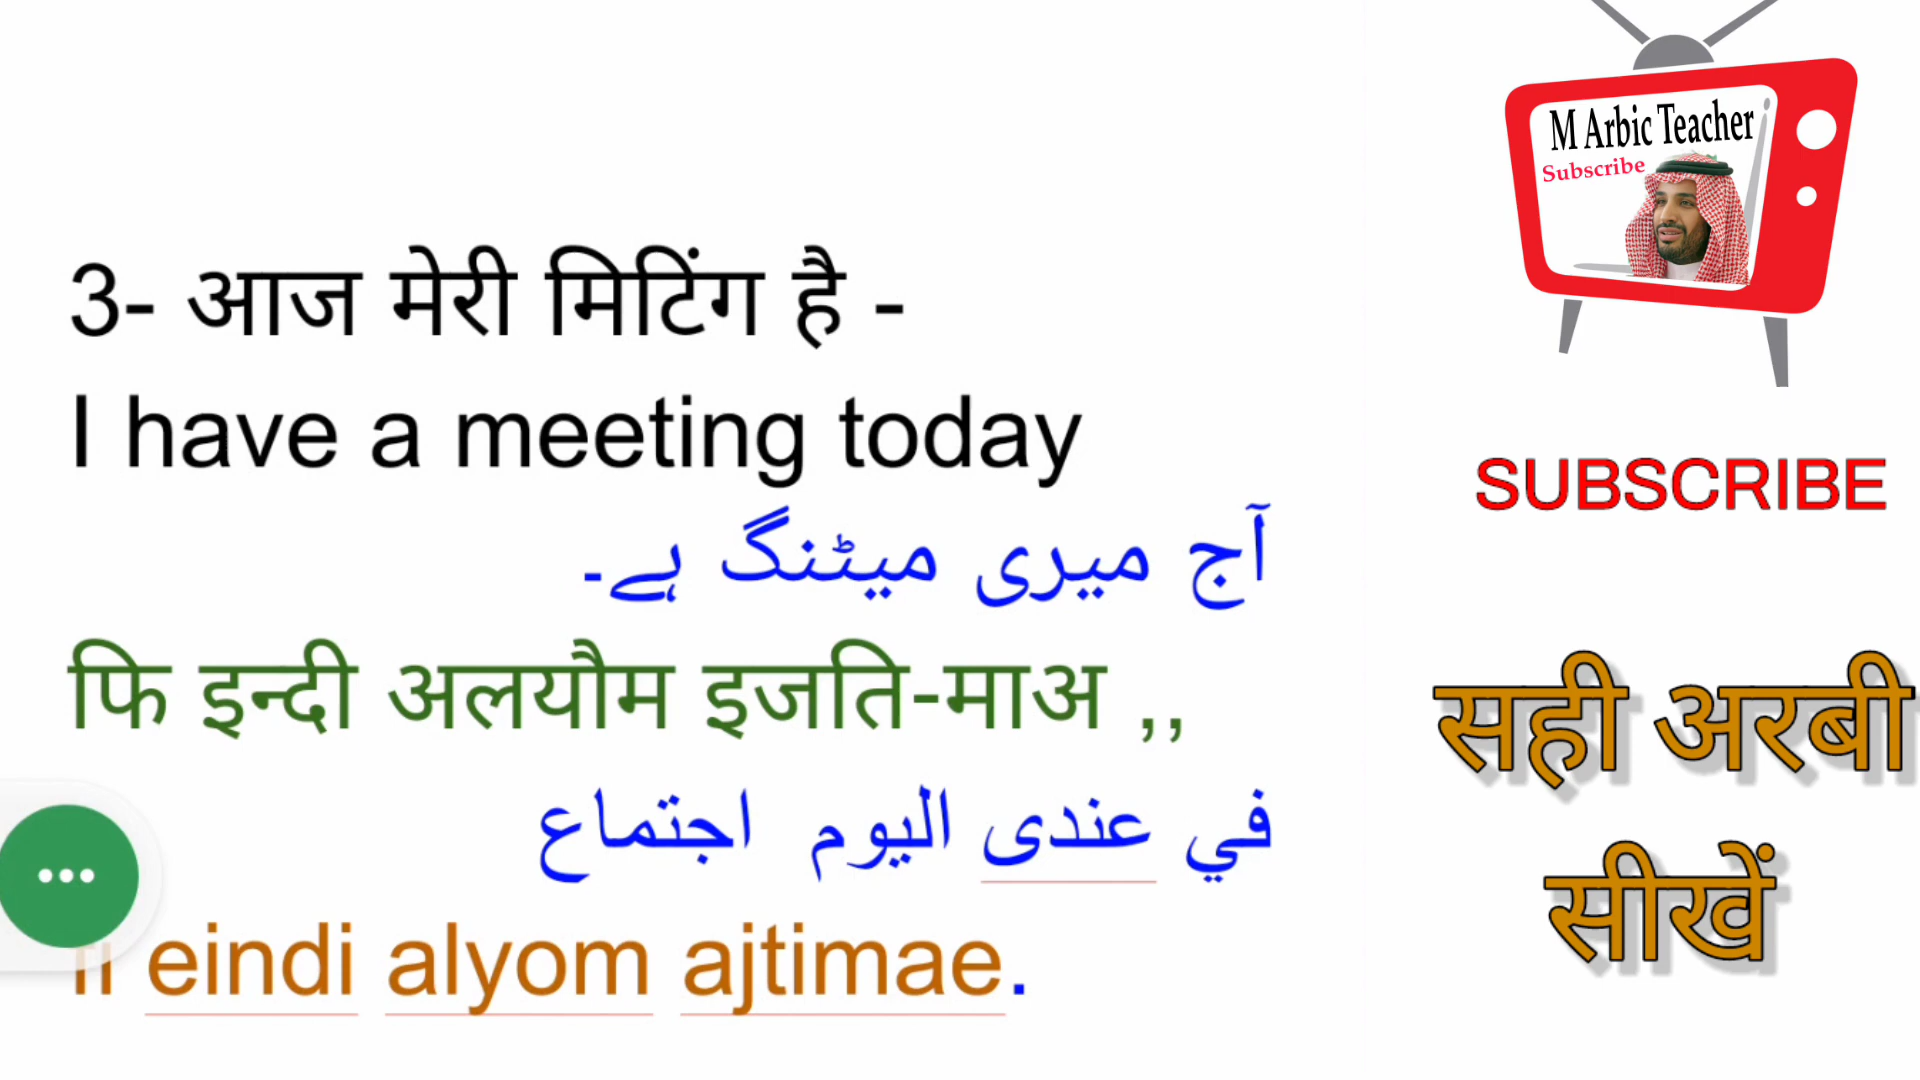 3- आज मेरी मिटिंग है -
I have a meeting today
آج میری میٹنگ ہے۔
फि इन्दी अलयौम इजति-माअ ,,
في عندى اليوم اجتماع
eindi alyom ajtimae.
M Arbic Teacher
Subscribe
SUBSCRIBE
सही अरबी
सीखें